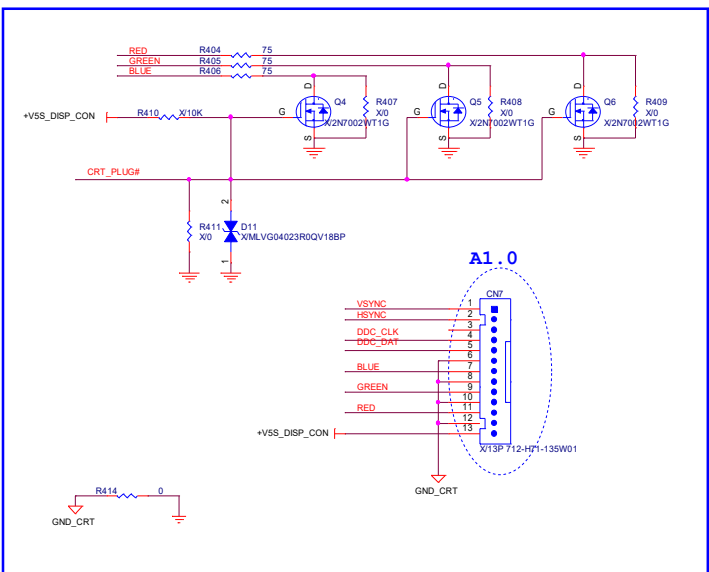 RED R404 75
GREEN R405 75
BLUE R406 75
D D D
+V5S_DISP_CON R410 X/10K G Q4 R407 G Q5 R408 G Q6 R409
X/0 X/0 X/0
X/2N7002WT1G X/2N7002WT1G X/2N7002WT1G
S S S
CRT_PLUG#
2
R411 D11
X/0 X/MLVG04023R0QV18BP
1
A1.0
CN7
VSYNC 1
HSYNC 2
3
DDC_CLK 4
DDC_DAT 5
6
BLUE 7
8
GREEN 9
10
RED 11
12
+V5S_DISP_CON 13
X/13P 712-H71-135W01
GND_CRT
R414 0
GND_CRT